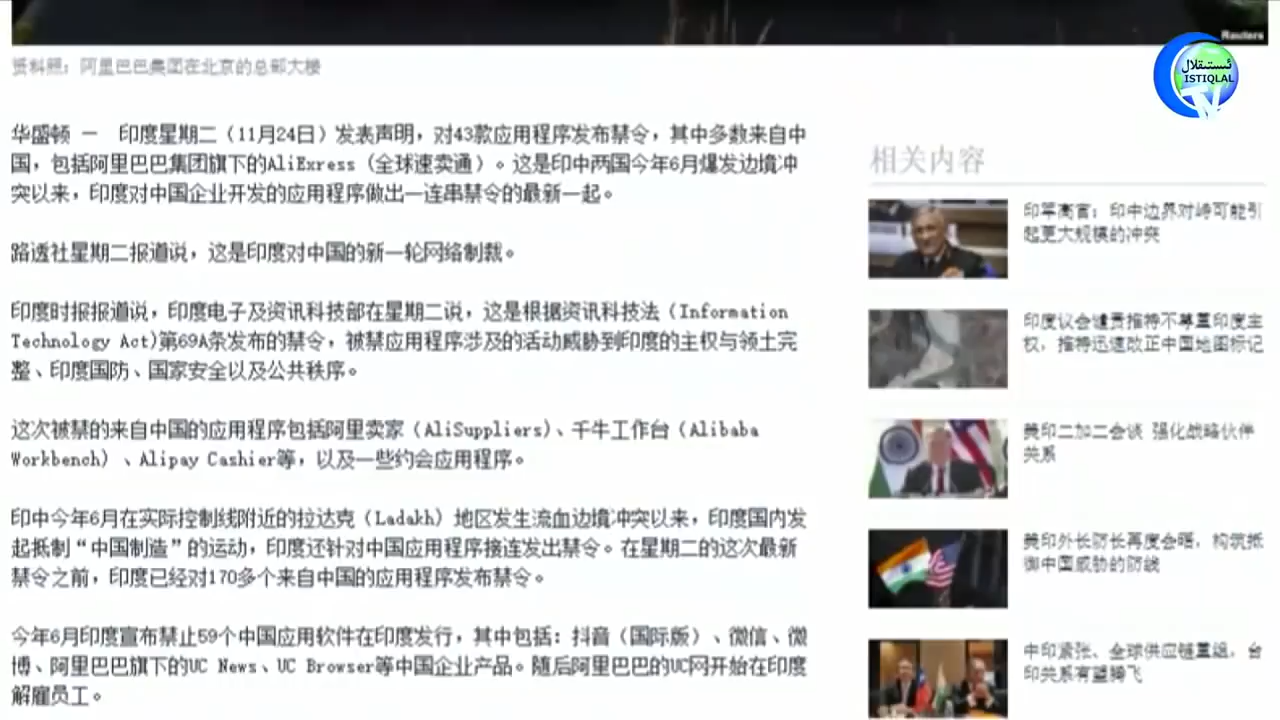 Reuters
资料照：阿里巴巴集团在北京的总部大楼
ئىستىقلال
ISTIQLAL
TV
华盛顿 — 印度星期二（11月24日）发表声明，对43款应用程序发布禁令，其中多数来自中
国，包括阿里巴巴集团旗下的AliExress（全球速卖通）。这是印中两国今年6月爆发边境冲
突以来，印度对中国企业开发的应用程序做出一连串禁令的最新一起。
路透社星期二报道说，这是印度对中国的新一轮网络制裁。
印度时报报道说，印度电子及资讯科技部在星期二说，这是根据资讯科技法（Information
Technology Act)第69A条发布的禁令，被禁应用程序涉及的活动威胁到印度的主权与领土完
整、印度国防、国家安全以及公共秩序。
这次被禁的来自中国的应用程序包括阿里卖家（AliSuppliers)、千牛工作台（Alibaba
Workbench）、Alipay Cashier等，以及一些约会应用程序。
印中今年6月在实际控制线附近的拉达克（Ladakh）地区发生流血边境冲突以来，印度国内发
起抵制“中国制造”的运动，印度还针对中国应用程序接连发出禁令。在星期二的这次最新
禁令之前，印度已经对170多个来自中国的应用程序发布禁令。
今年6月印度宣布禁止59个中国应用软件在印度发行，其中包括：抖音（国际版）、微信、微
博、阿里巴巴旗下的UC News、UC Browser等中国企业产品。随后阿里巴巴的UC网开始在印度
解雇员工。
相关内容
印军高官：印中边界对峙可能引
起更大规模的冲突
印度议会谴责推特不尊重印度主
权，推特迅速改正中国地图标记
美印二加二会谈 强化战略伙伴
关系
美印外长防长再度会晤，构筑抵
御中国威胁的防线
中印紧张、全球供应链重组，台
印关系有望腾飞